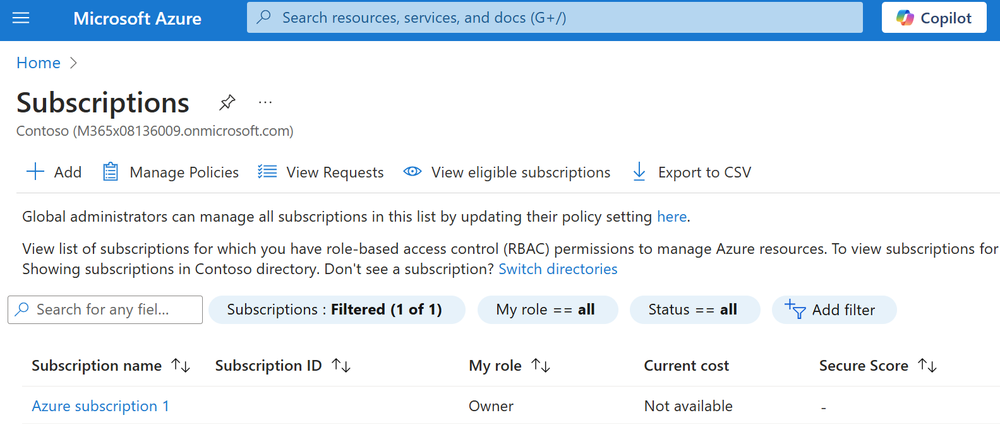 Microsoft Azure
Search resources, services, and docs (G+/)
Copilot
Home
Subscriptions
Contoso (M365x08136009.onmicrosoft.com)
Add Manage Policies View Requests View eligible subscriptions Export to CSV
Global administrators can manage all subscriptions in this list by updating their policy setting here.
View list of subscriptions for which you have role-based access control (RBAC) permissions to manage Azure resources. To view subscriptions for
Showing subscriptions in Contoso directory. Don't see a subscription? Switch directories
Search for any fiel... Subscriptions : Filtered (1 of 1) My role == all Status == all Add filter
Subscription name Subscription ID My role Current cost Secure Score
Azure subscription 1 Owner Not available -